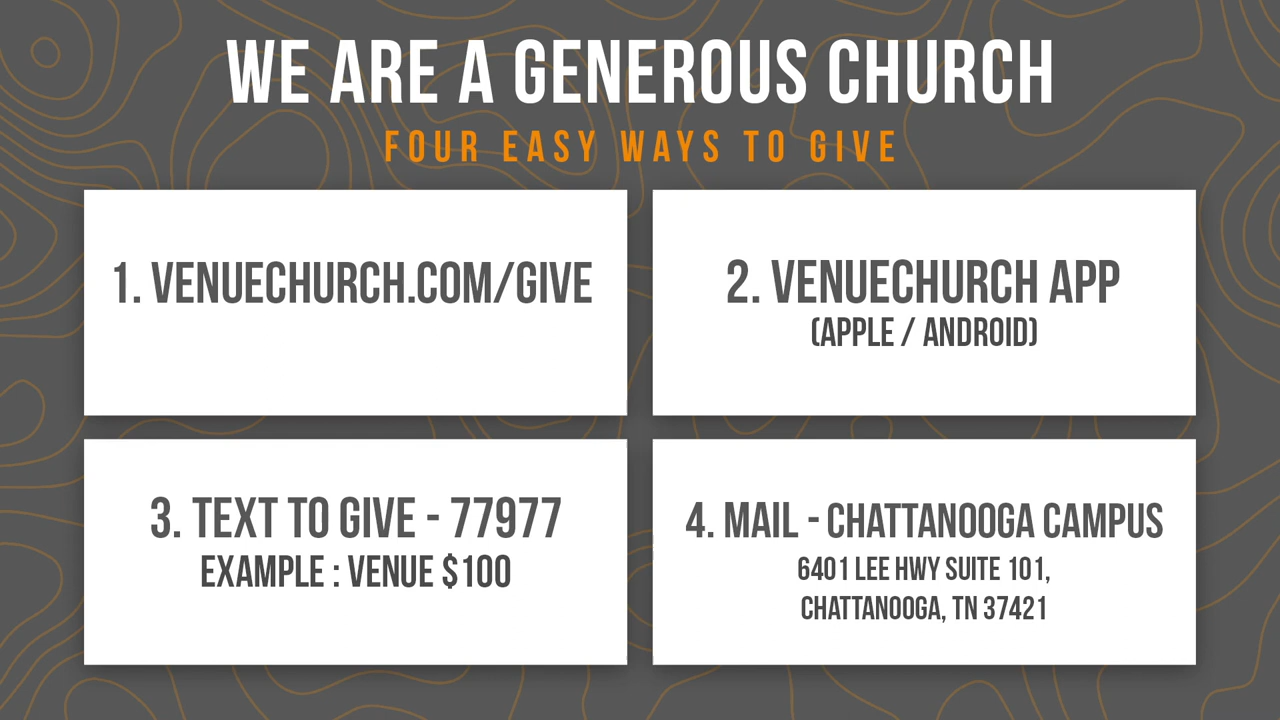 WE ARE A GENEROUS CHURCH
FOUR EASY WAYS TO GIVE
1. VENUECHURCH.COM/GIVE
2. VENUECHURCH APP
(APPLE / ANDROID)
3. TEXT TO GIVE - 77977
EXAMPLE : VENUE $100
4. MAIL - CHATTANOOGA CAMPUS
6401 LEE HWY SUITE 101,
CHATTANOOGA, TN 37421